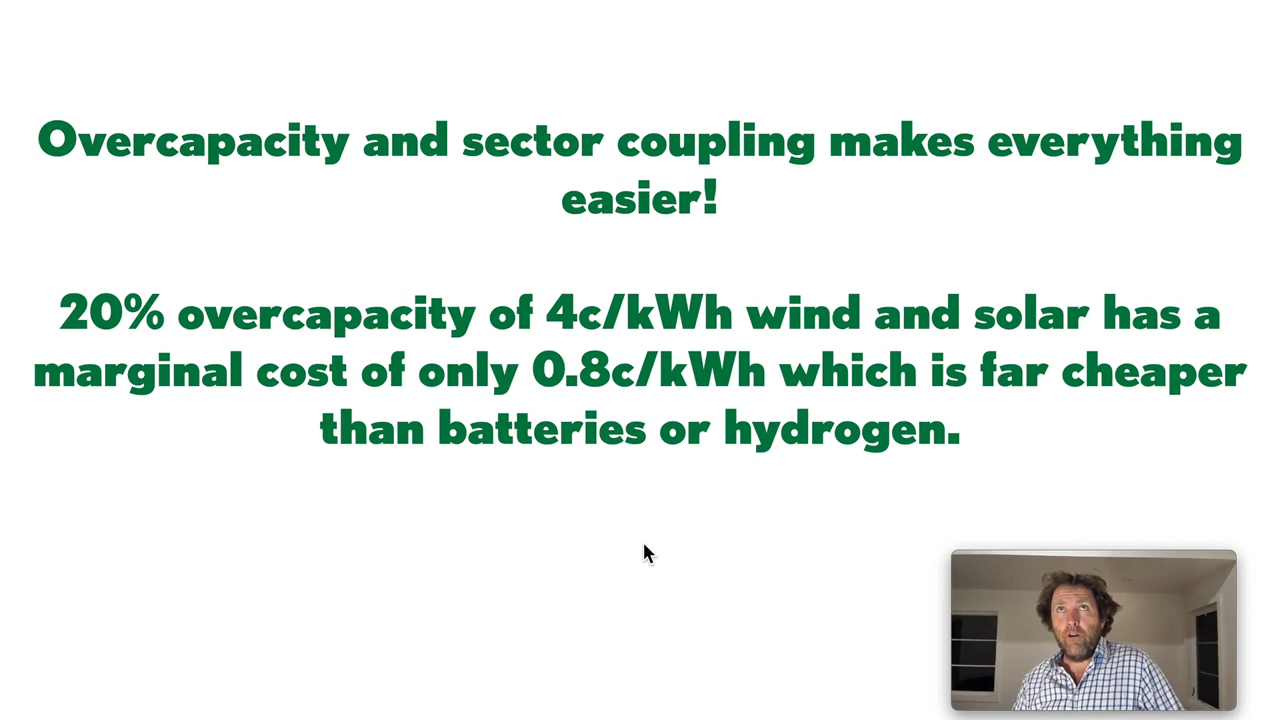 Overcapacity and sector coupling makes everything
easier!
20% overcapacity of 4c/kWh wind and solar has a
marginal cost of only 0.8c/kWh which is far cheaper
than batteries or hydrogen.